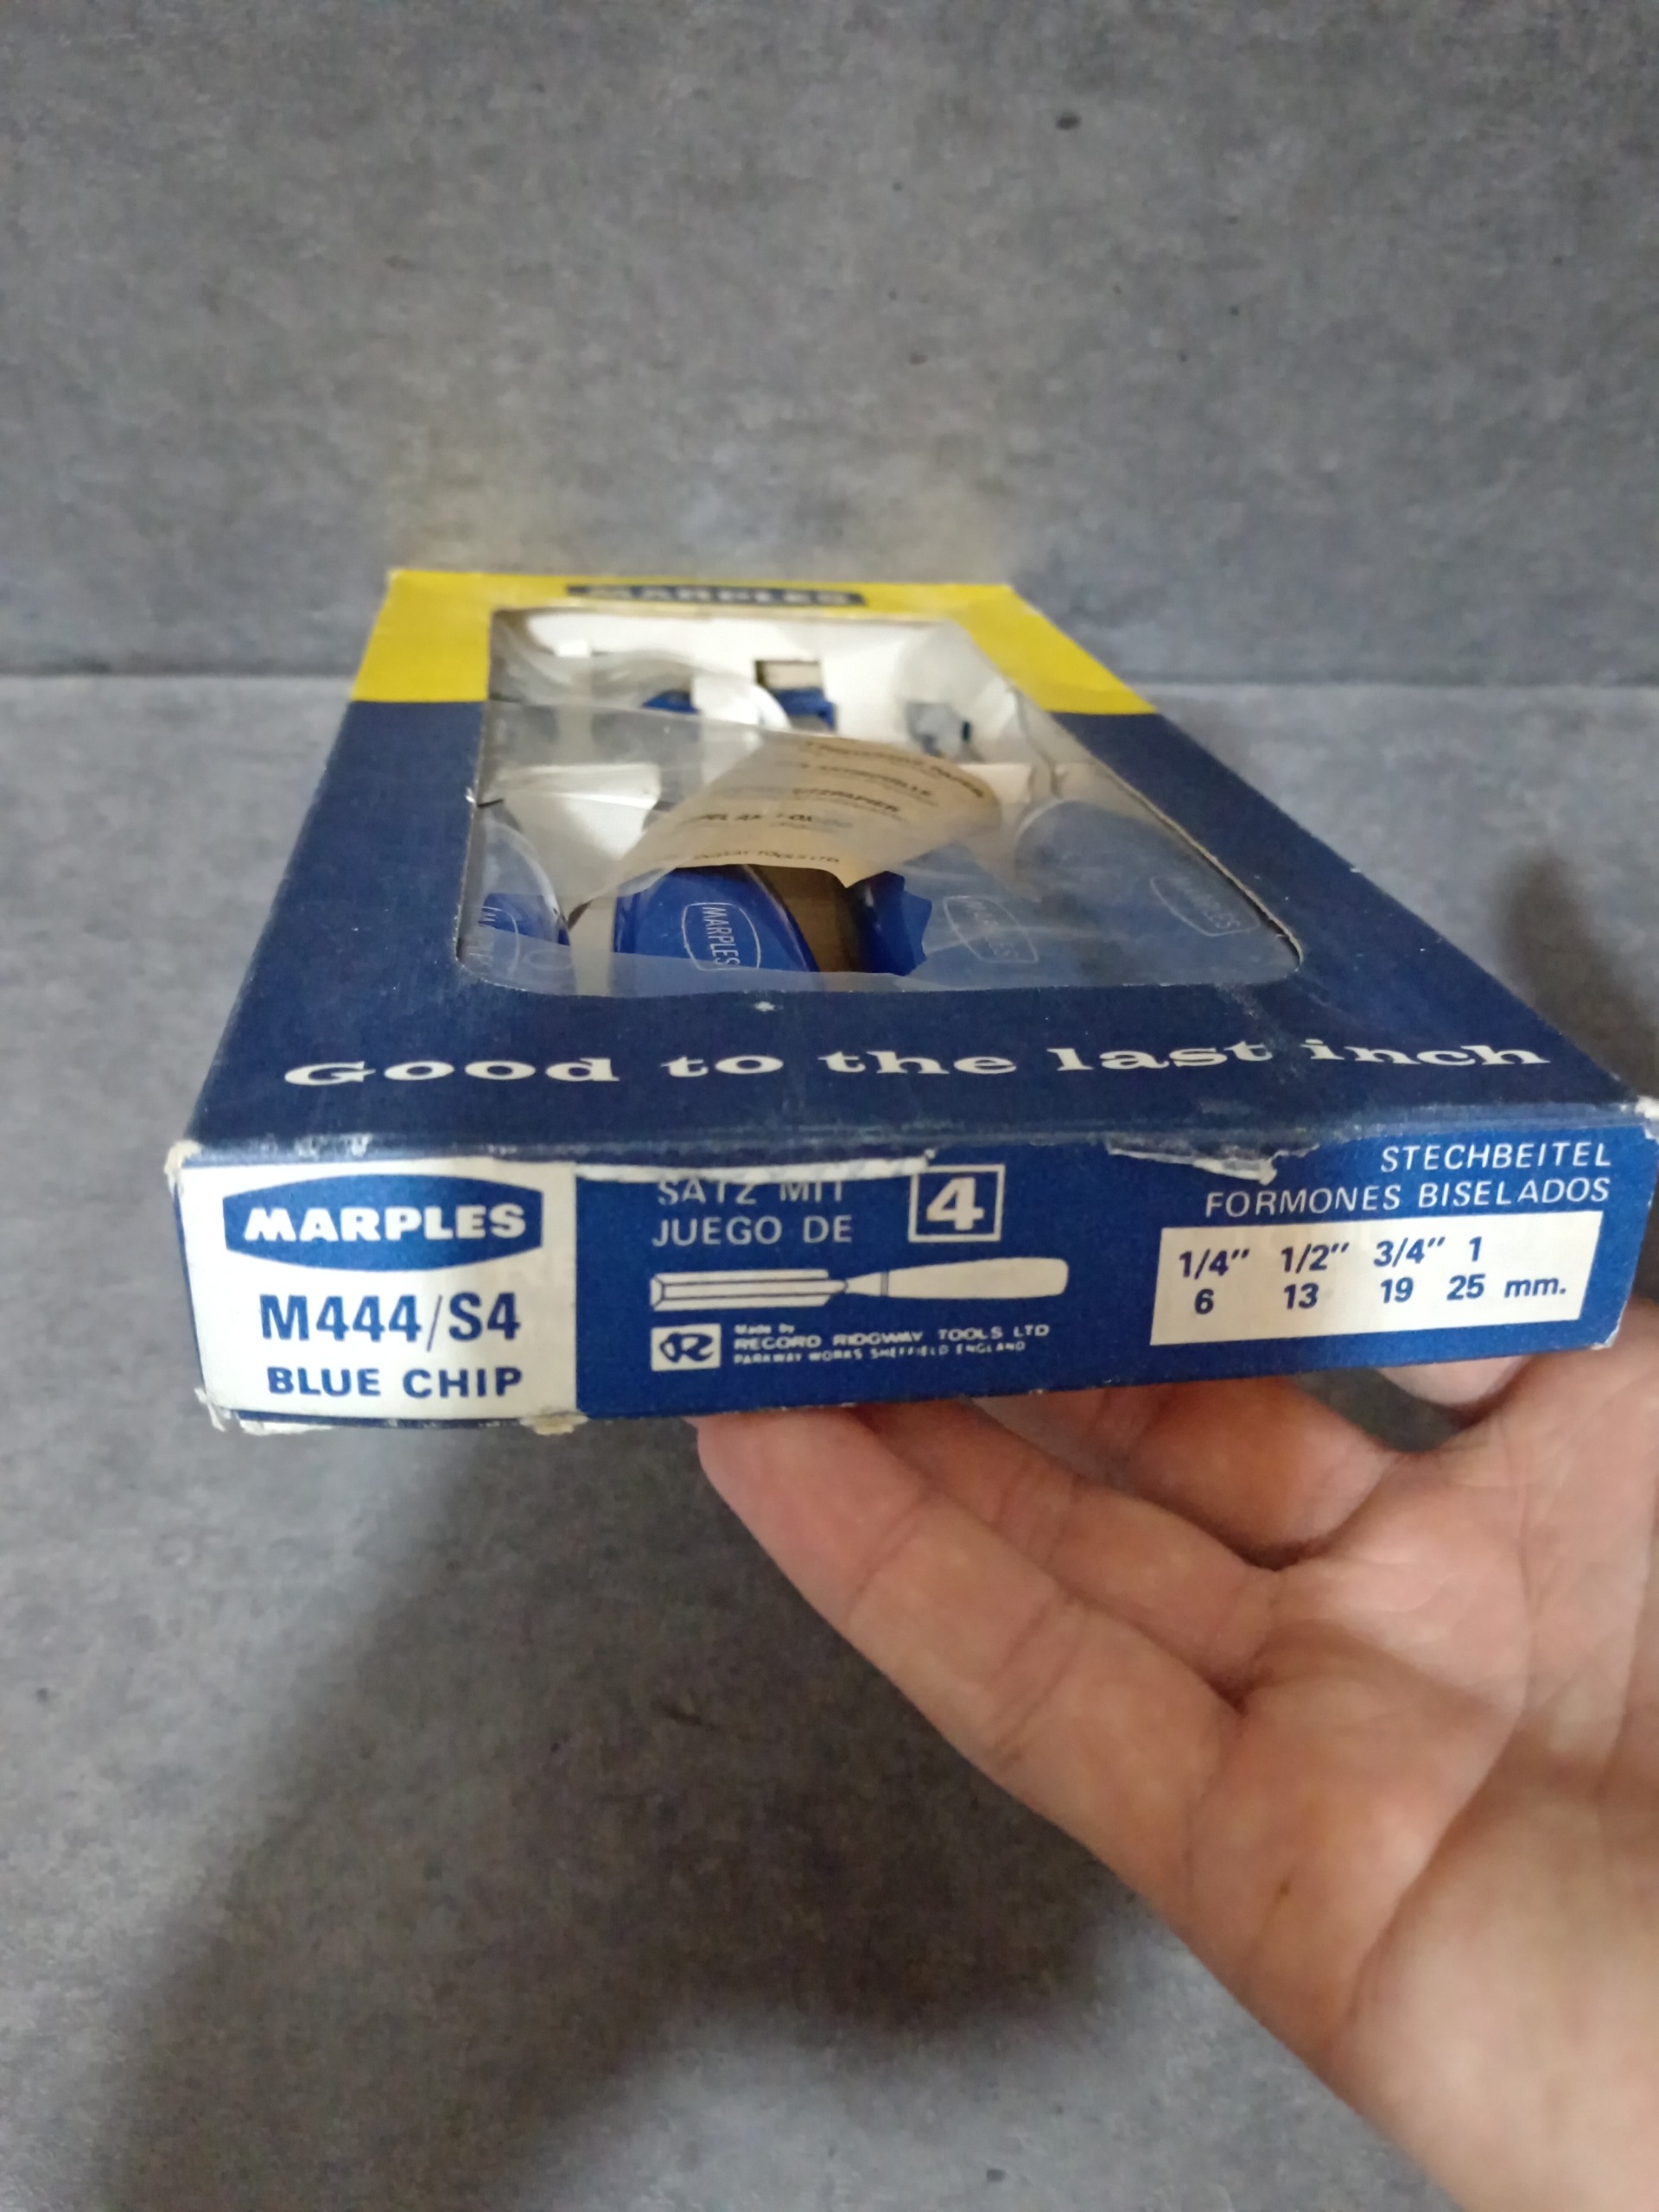 MARPLES
MARPLES
MARPLES
MARPLES
Good to the last inch
MARPLES
M444/S4
BLUE CHIP
SATZ MIT
JUEGO DE
4
Made by
RECORD RIDGWAY TOOLS LTD
PARKWAY WORKS SHEFFIELD ENGLAND
STECHBEITEL
FORMONES BISELADOS
1/4" 1/2" 3/4" 1
6 13 19 25 mm.